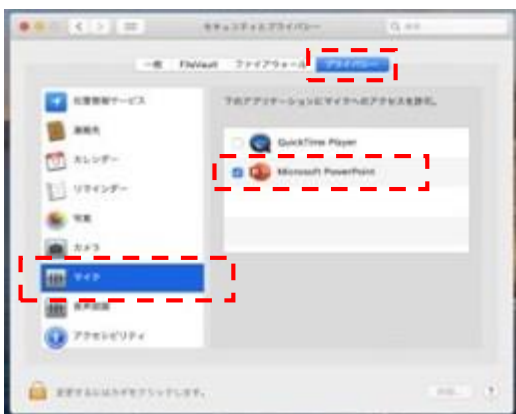 セキュリティとプライバシー
一般 FileVault ファイアウォール プライバシー
位置情報サービス
連絡先
カレンダー
リマインダー
写真
カメラ
マイク
音声認識
アクセシビリティ
下のアプリケーションにマイクへのアクセスを許可。
QuickTime Player
Microsoft PowerPoint
変更するにはカギをクリックします。